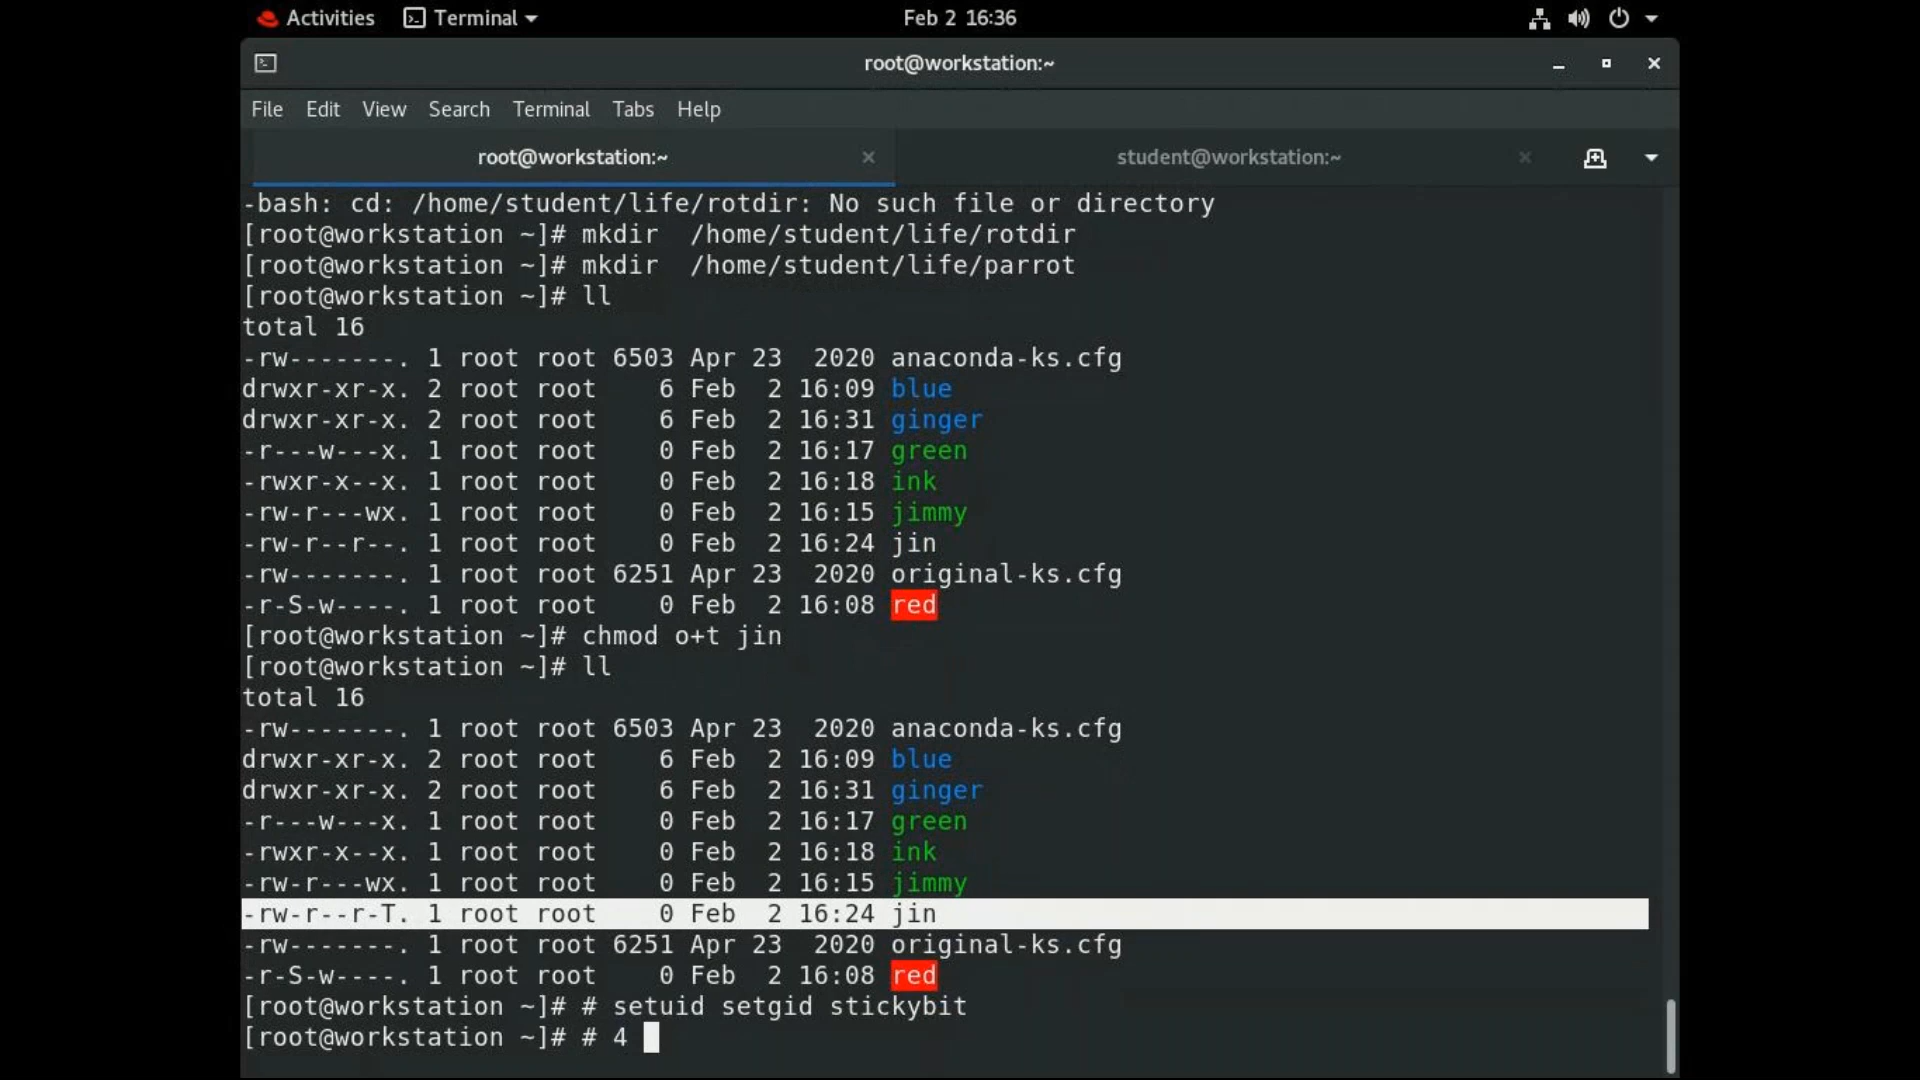 Activities Terminal Feb 2 16:36
root@workstation:~
File Edit View Search Terminal Tabs Help
root@workstation:~ student@workstation:~
-bash: cd: /home/student/life/rotdir: No such file or directory
[root@workstation ~]# mkdir  /home/student/life/rotdir
[root@workstation ~]# mkdir  /home/student/life/parrot
[root@workstation ~]# ll
total 16
-rw-------. 1 root root 6503 Apr 23  2020 anaconda-ks.cfg
drwxr-xr-x. 2 root root    6 Feb  2 16:09 blue
drwxr-xr-x. 2 root root    6 Feb  2 16:31 ginger
-r---w---x. 1 root root    0 Feb  2 16:17 green
-rwxr-x--x. 1 root root    0 Feb  2 16:18 ink
-rw-r---wx. 1 root root    0 Feb  2 16:15 jimmy
-rw-r--r--. 1 root root    0 Feb  2 16:24 jin
-rw-------. 1 root root 6251 Apr 23  2020 original-ks.cfg
-r-S-w----. 1 root root    0 Feb  2 16:08 red
[root@workstation ~]# chmod o+t jin
[root@workstation ~]# ll
total 16
-rw-------. 1 root root 6503 Apr 23  2020 anaconda-ks.cfg
drwxr-xr-x. 2 root root    6 Feb  2 16:09 blue
drwxr-xr-x. 2 root root    6 Feb  2 16:31 ginger
-r---w---x. 1 root root    0 Feb  2 16:17 green
-rwxr-x--x. 1 root root    0 Feb  2 16:18 ink
-rw-r---wx. 1 root root    0 Feb  2 16:15 jimmy
-rw-r--r-T. 1 root root    0 Feb  2 16:24 jin
-rw-------. 1 root root 6251 Apr 23  2020 original-ks.cfg
-r-S-w----. 1 root root    0 Feb  2 16:08 red
[root@workstation ~]# # setuid setgid stickybit
[root@workstation ~]# # 4